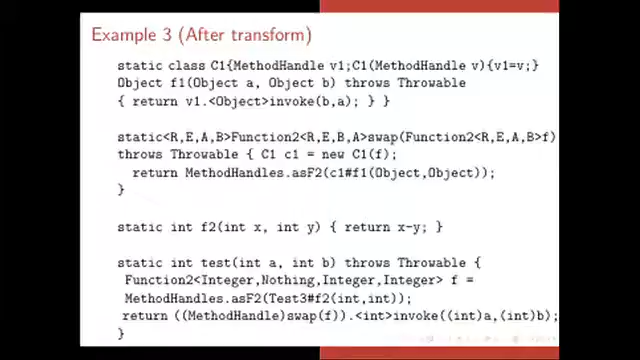 Example 3 (After transform)
static class C1{MethodHandle v1;C1(MethodHandle v){v1=v;}
Object f1(Object a, Object b) throws Throwable
{ return v1.<Object>invoke(b,a); } }
static<R,E,A,B>Function2<R,E,B,A>swap(Function2<R,E,A,B>f)
throws Throwable { C1 c1 = new C1(f);
return MethodHandles.asF2(c1#f1(Object,Object));
}
static int f2(int x, int y) { return x-y; }
static int test(int a, int b) throws Throwable {
Function2<Integer,Nothing,Integer,Integer> f =
MethodHandles.asF2(Test3#f2(int,int));
return ((MethodHandle)swap(f)).<int>invoke((int)a,(int)b);
}